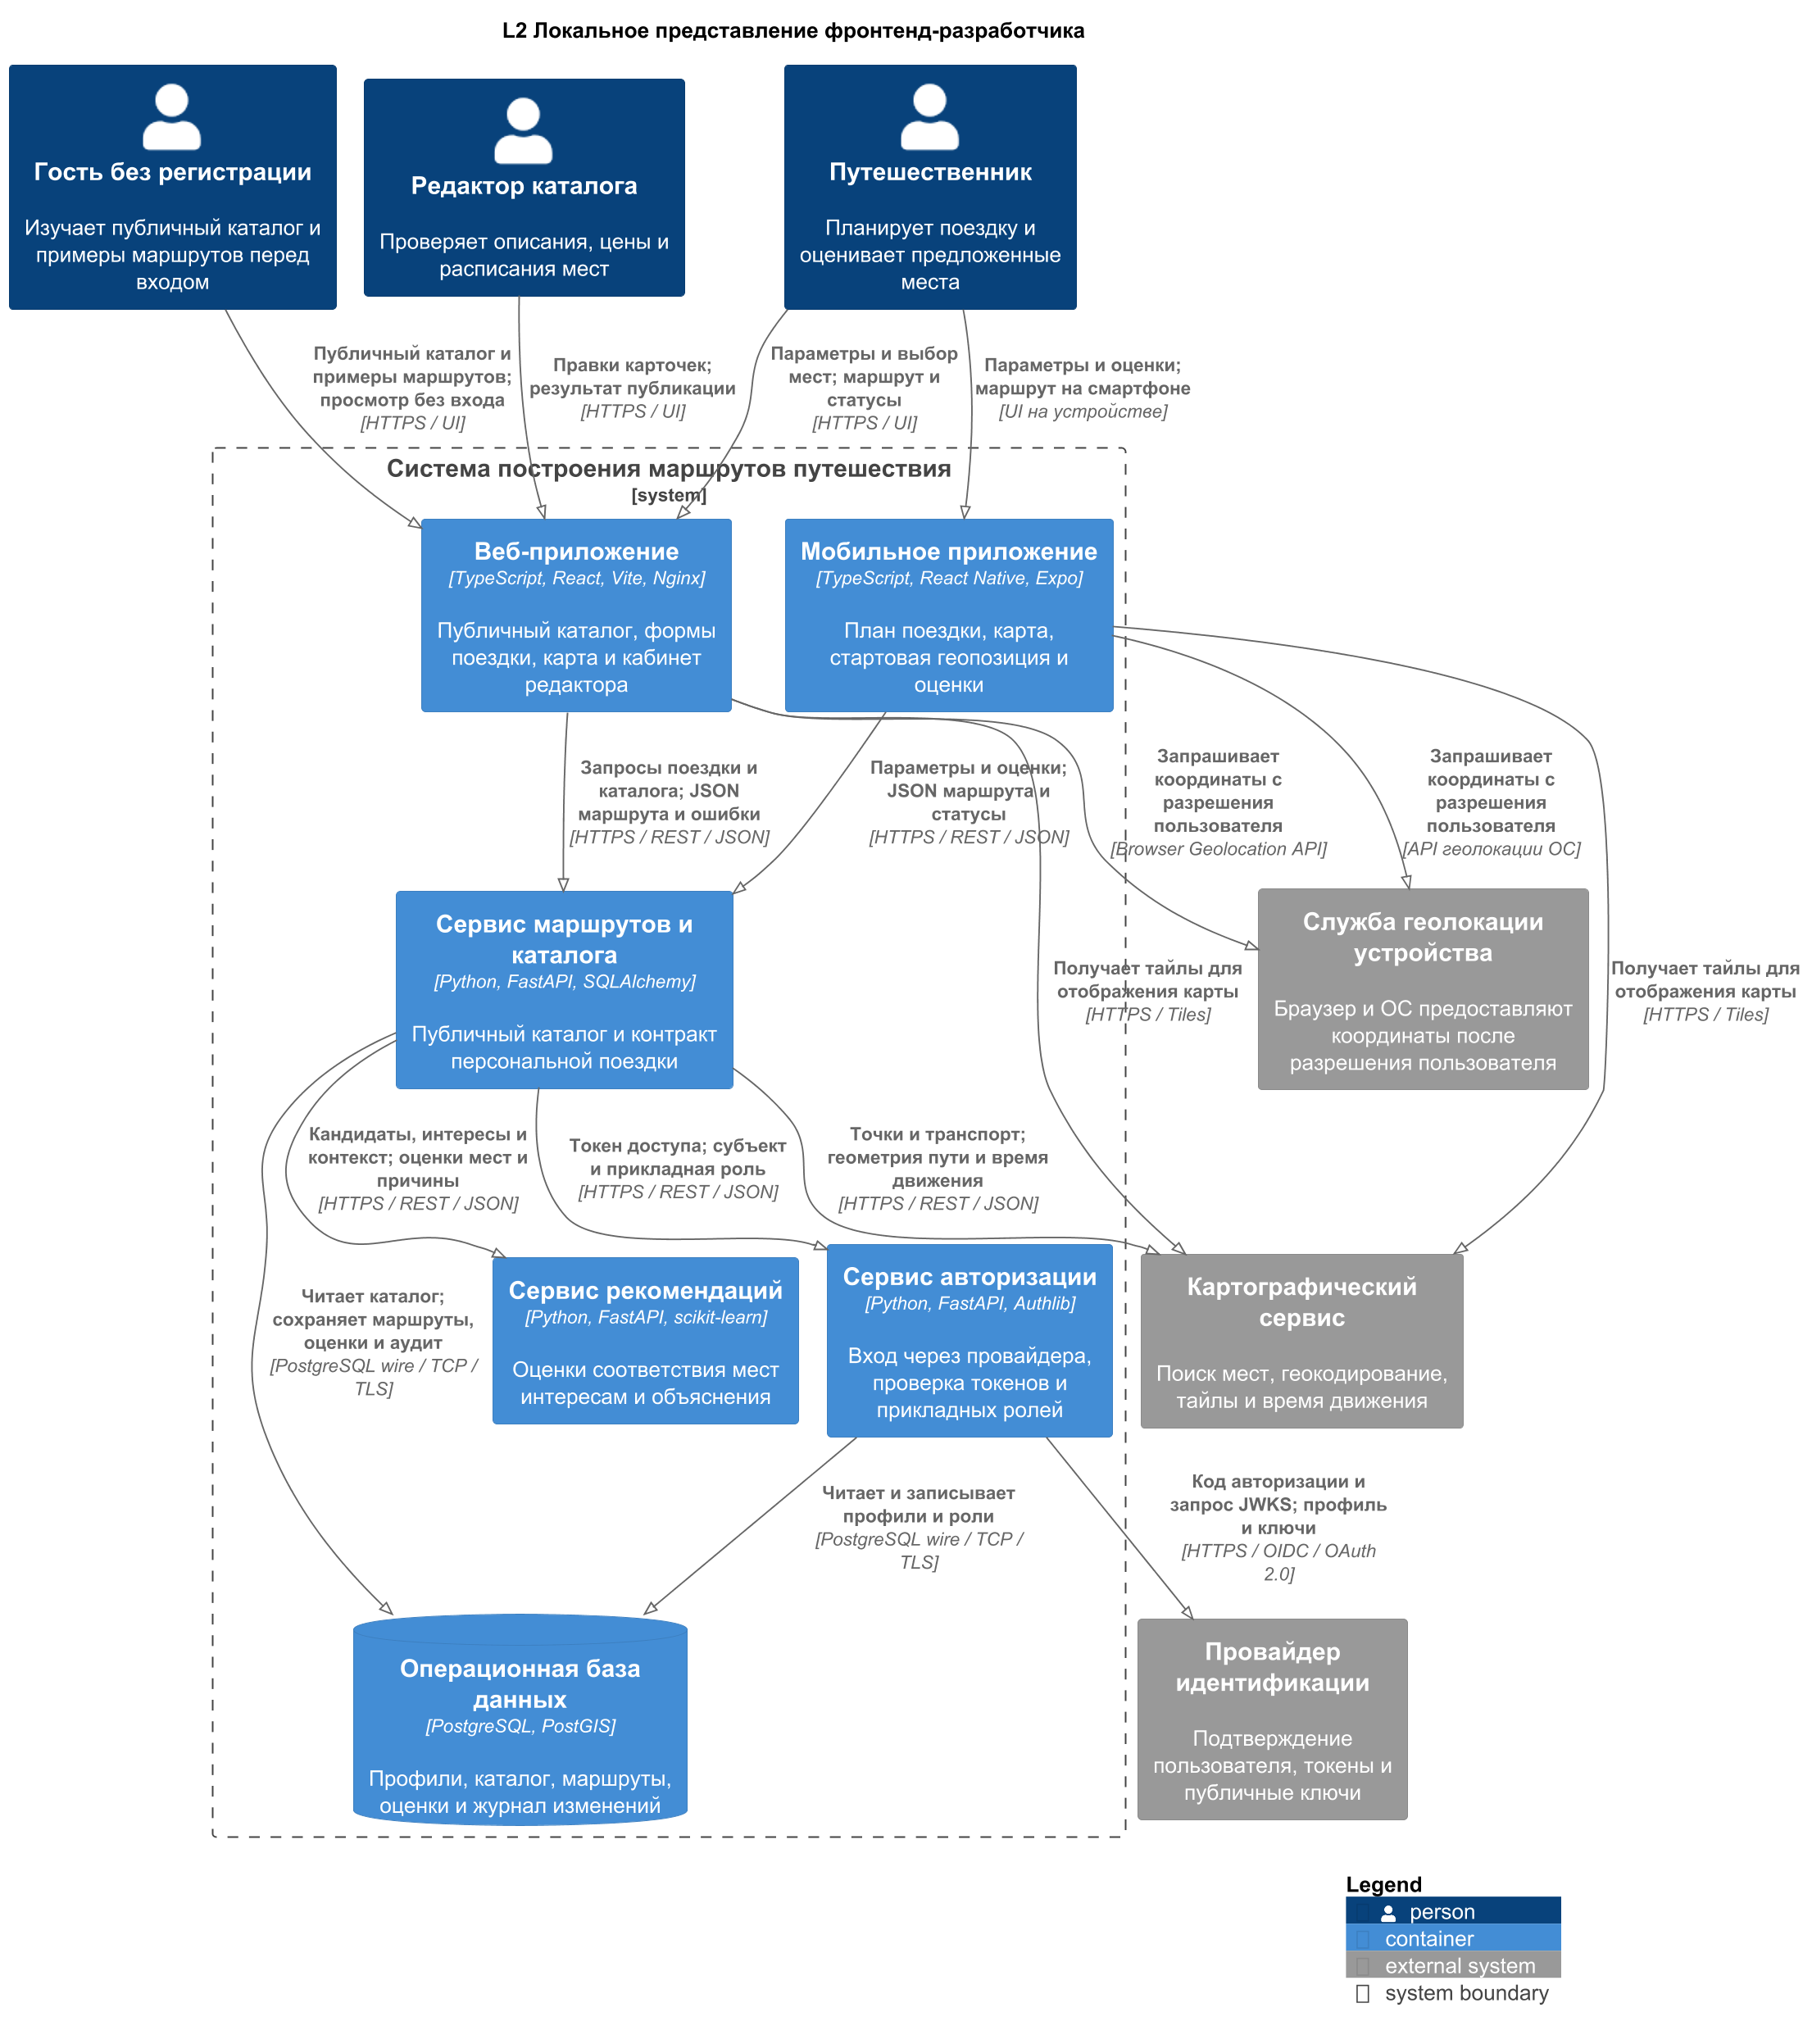 L2 Локальное представление фронтенд-разработчика
Гость без регистрации
Изучает публичный каталог и
примеры маршрутов перед
входом
Редактор каталога
Проверяет описания, цены и
расписания мест
Путешественник
Планирует поездку и
оценивает предложенные
места
Публичный каталог и
примеры маршрутов;
просмотр без входа
[HTTPS / UI]
Правки карточек;
результат публикации
[HTTPS / UI]
Параметры и выбор
мест; маршрут и
статусы
[HTTPS / UI]
Параметры и оценки;
маршрут на смартфоне
[UI на устройстве]
Система построения маршрутов путешествия
[system]
Веб-приложение
[TypeScript, React, Vite, Nginx]
Публичный каталог, формы
поездки, карта и кабинет
редактора
Мобильное приложение
[TypeScript, React Native, Expo]
План поездки, карта,
стартовая геопозиция и
оценки
Запросы поездки и
каталога; JSON
маршрута и ошибки
[HTTPS / REST / JSON]
Параметры и оценки;
JSON маршрута и
статусы
[HTTPS / REST / JSON]
Запрашивает
координаты с
разрешения
пользователя
[Browser Geolocation API]
Запрашивает
координаты с
разрешения
пользователя
[API геолокации ОС]
Сервис маршрутов и
каталога
[Python, FastAPI, SQLAlchemy]
Публичный каталог и контракт
персональной поездки
Служба геолокации
устройства
Браузер и ОС предоставляют
координаты после
разрешения пользователя
Получает тайлы для
отображения карты
[HTTPS / Tiles]
Получает тайлы для
отображения карты
[HTTPS / Tiles]
Кандидаты, интересы и
контекст; оценки мест и
причины
[HTTPS / REST / JSON]
Токен доступа; субъект
и прикладная роль
[HTTPS / REST / JSON]
Точки и транспорт;
геометрия пути и время
движения
[HTTPS / REST / JSON]
Читает каталог;
сохраняет маршруты,
оценки и аудит
[PostgreSQL wire / TCP /
TLS]
Сервис рекомендаций
[Python, FastAPI, scikit-learn]
Оценки соответствия мест
интересам и объяснения
Сервис авторизации
[Python, FastAPI, Authlib]
Вход через провайдера,
проверка токенов и
прикладных ролей
Картографический
сервис
Поиск мест, геокодирование,
тайлы и время движения
Читает и записывает
профили и роли
[PostgreSQL wire / TCP /
TLS]
Код авторизации и
запрос JWKS; профиль
и ключи
[HTTPS / OIDC / OAuth
2.0]
Операционная база
данных
[PostgreSQL, PostGIS]
Профили, каталог, маршруты,
оценки и журнал изменений
Провайдер
идентификации
Подтверждение
пользователя, токены и
публичные ключи
Legend
person
container
external system
system boundary